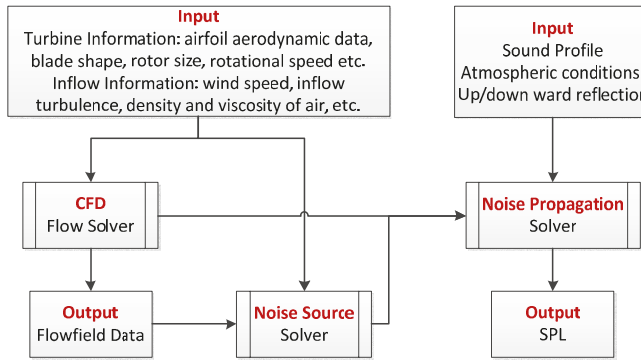 Input
Turbine Information: airfoil aerodynamic data,
blade shape, rotor size, rotational speed etc.
Inflow Information: wind speed, inflow
turbulence, density and viscosity of air, etc.
Input
Sound Profile
Atmospheric conditions
Up/down ward reflection
CFD
Flow Solver
Noise Propagation
Solver
Output
Flowfield Data
Noise Source
Solver
Output
SPL